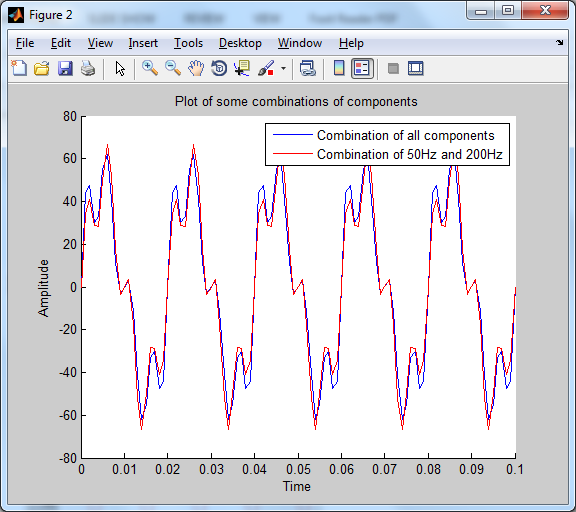 Figure 2
File Edit View Insert Tools Desktop Window Help
Plot of some combinations of components
Combination of all components
Combination of 50Hz and 200Hz
80
60
40
20
0
-20
-40
-60
-80
Amplitude
0 0.01 0.02 0.03 0.04 0.05 0.06 0.07 0.08 0.09 0.1
Time